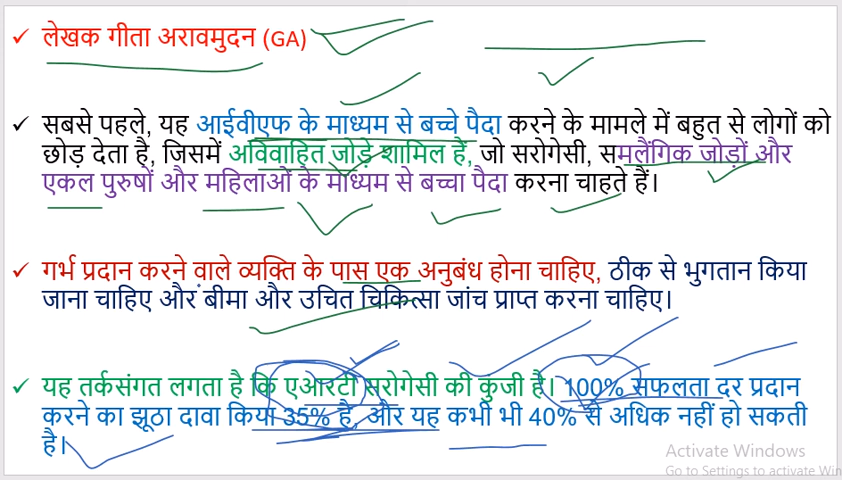 ✓ लेखक गीता अरावमुदन (GA)
✓ सबसे पहले, यह आईवीएफ के माध्यम से बच्चे पैदा करने के मामले में बहुत से लोगों को
छोड़ देता है, जिसमें अविवाहित जोड़े शामिल हैं, जो सरोगेसी, समलैंगिक जोड़ों और
एकल पुरुषों और महिलाओं के माध्यम से बच्चा पैदा करना चाहते हैं।
✓ गर्भ प्रदान करने वाले व्यक्ति के पास एक अनुबंध होना चाहिए, ठीक से भुगतान किया
जाना चाहिए और बीमा और उचित चिकित्सा जांच प्राप्त करना चाहिए।
✓ यह तर्कसंगत लगता है कि एआरटी सरोगेसी की कुंजी है। 100% सफलता दर प्रदान
करने का झूठा दावा किया 35% है, और यह कभी भी 40% से अधिक नहीं हो सकती
है।
Activate Windows
Go to Settings to activate Win